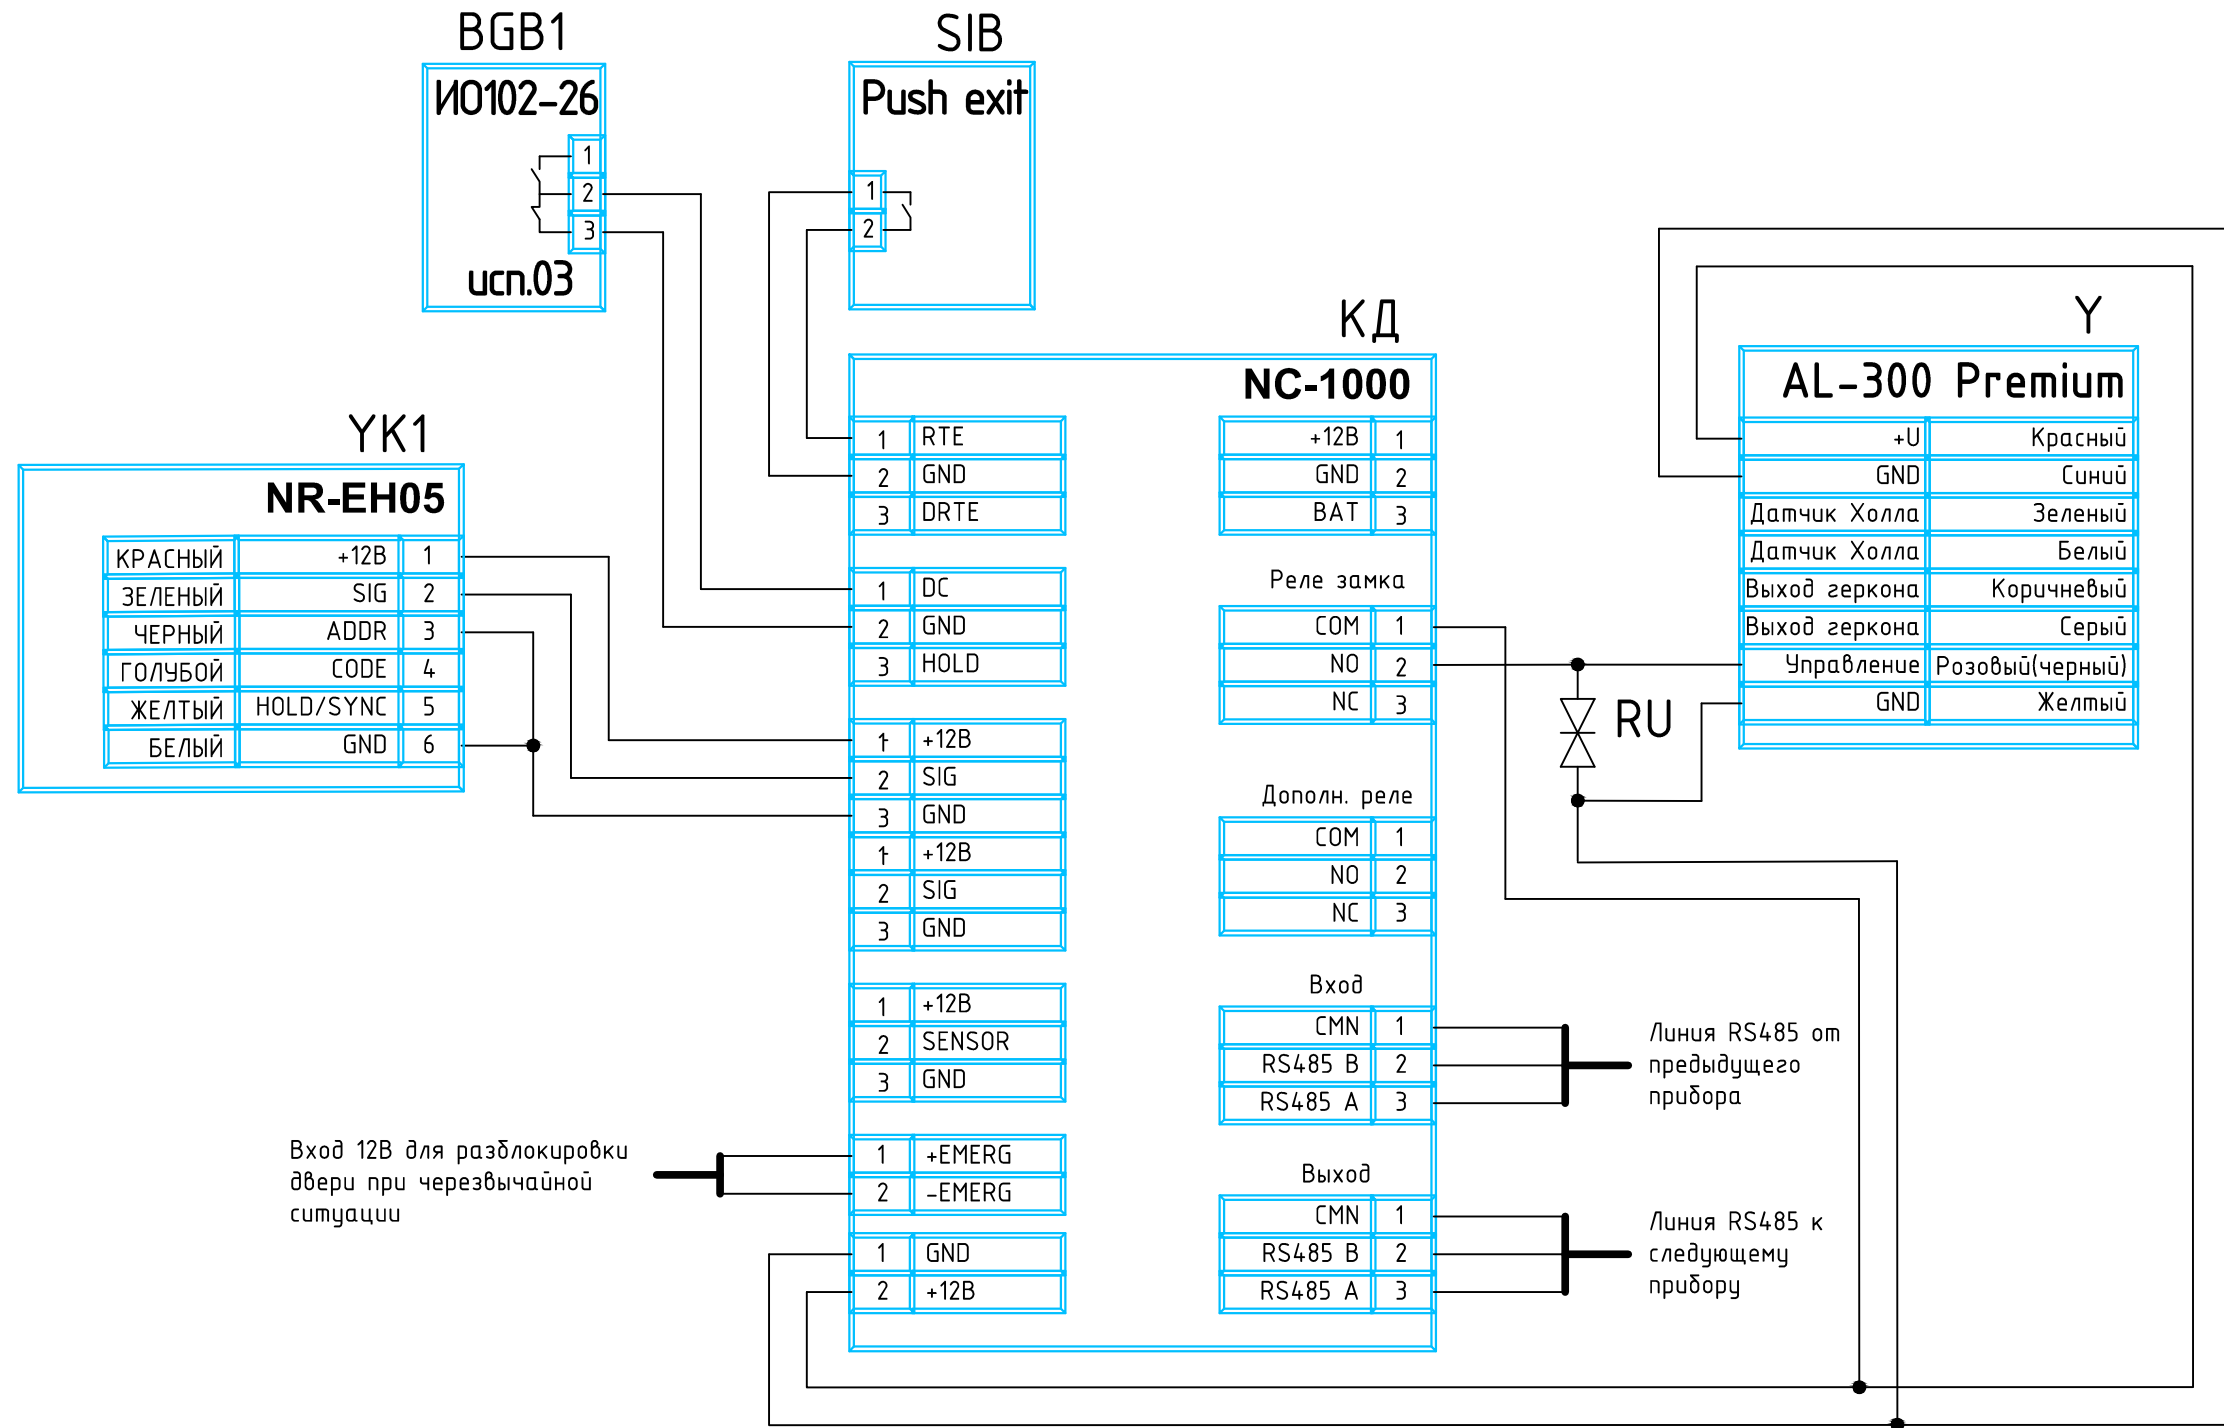 BGB1
ИО102-26
1
2
3
исп.03
SIB
Push exit
1
2
YK1
NR-EH05
КРАСНЫЙ +12В 1
ЗЕЛЕНЫЙ SIG 2
ЧЕРНЫЙ ADDR 3
ГОЛУБОЙ CODE 4
ЖЕЛТЫЙ HOLD/SYNC 5
БЕЛЫЙ GND 6
КД
NC-1000
1 RTE
2 GND
3 DRTE
1 DC
2 GND
3 HOLD
1 +12В
2 SIG
3 GND
1 +12В
2 SIG
3 GND
1 +12В
2 SENSOR
3 GND
1 +EMERG
2 -EMERG
1 GND
2 +12В
+12В 1
GND 2
BAT 3
Реле замка
COM 1
NO 2
NC 3
Дополн. реле
COM 1
NO 2
NC 3
Вход
CMN 1
RS485 B 2
RS485 A 3
Выход
CMN 1
RS485 B 2
RS485 A 3
Y
AL-300 Premium
+U Красный
GND Синий
Датчик Холла Зеленый
Датчик Холла Белый
Выход геркона Коричневый
Выход геркона Серый
Управление Розовый(черный)
GND Желтый
RU
Линия RS485 от
предыдущего
прибора
Линия RS485 к
следующему
прибору
Вход 12В для разблокировки
двери при черезвычайной
ситуации